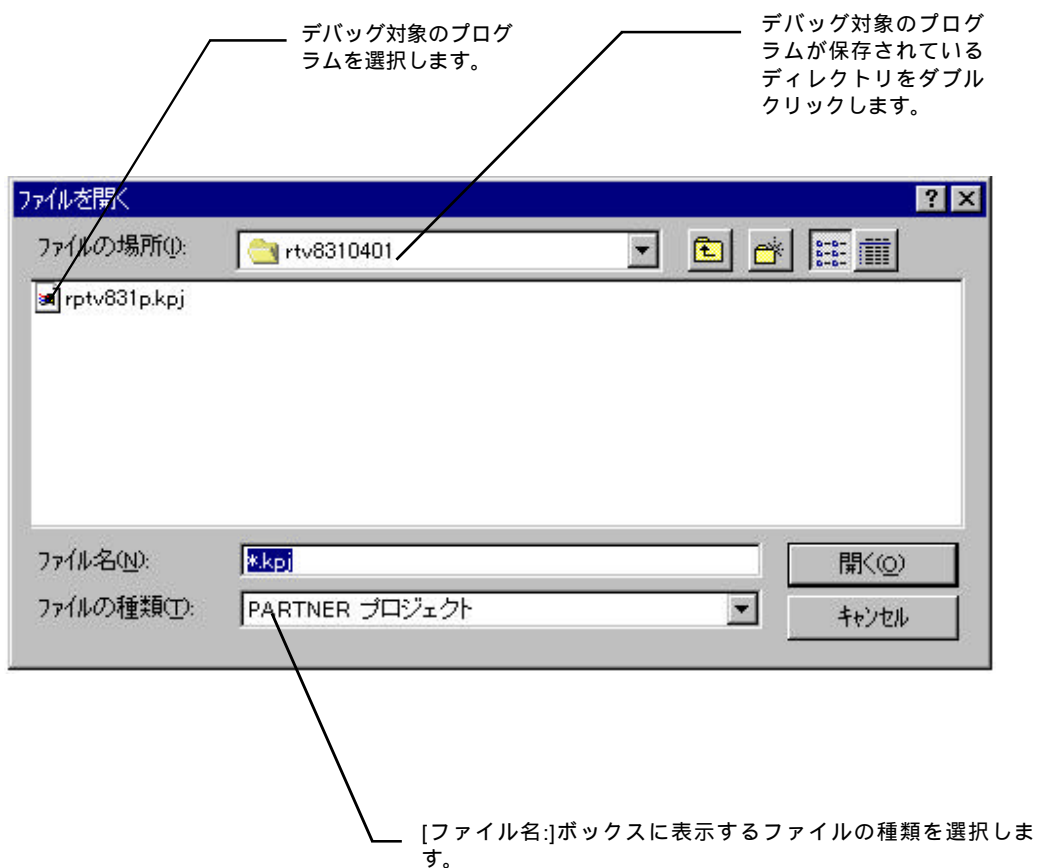 デバッグ対象のプログ
ラムを選択します。
デバッグ対象のプログ
ラムが保存されている
ディレクトリをダブル
クリックします。
ファイルを開く
ファイルの場所(I):
rtv8310401
rptv831p.kpj
ファイル名(N):
*.kpj
開く(O)
ファイルの種類(T):
PARTNER プロジェクト
キャンセル
[ファイル名:]ボックスに表示するファイルの種類を選択しま
す。